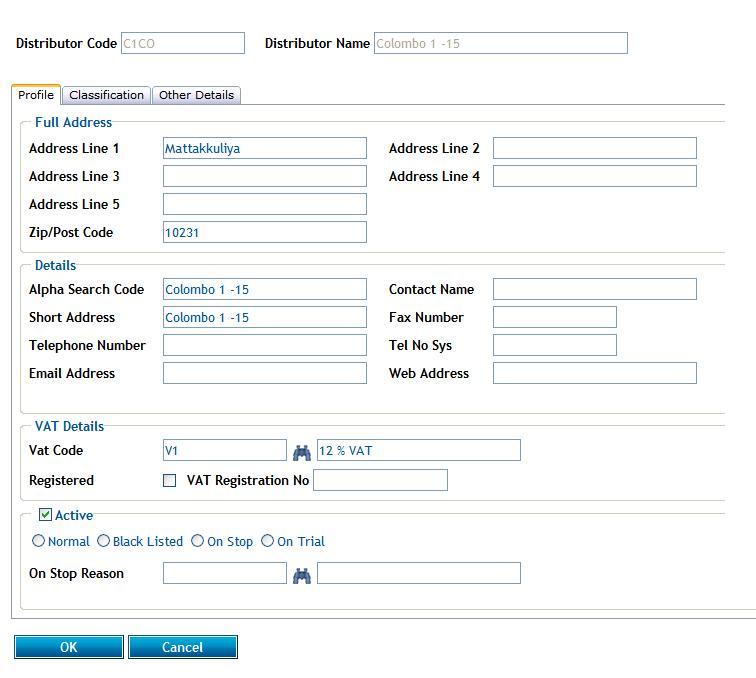 Distributor Code C1CO Distributor Name Colombo 1 -15
Profile Classification Other Details
Full Address
Address Line 1 Mattakkuliya Address Line 2
Address Line 3 Address Line 4
Address Line 5
Zip/Post Code 10231
Details
Alpha Search Code Colombo 1 -15 Contact Name
Short Address Colombo 1 -15 Fax Number
Telephone Number Tel No Sys
Email Address Web Address
VAT Details
Vat Code V1 12 % VAT
Registered VAT Registration No
Active
Normal Black Listed On Stop On Trial
On Stop Reason
OK Cancel